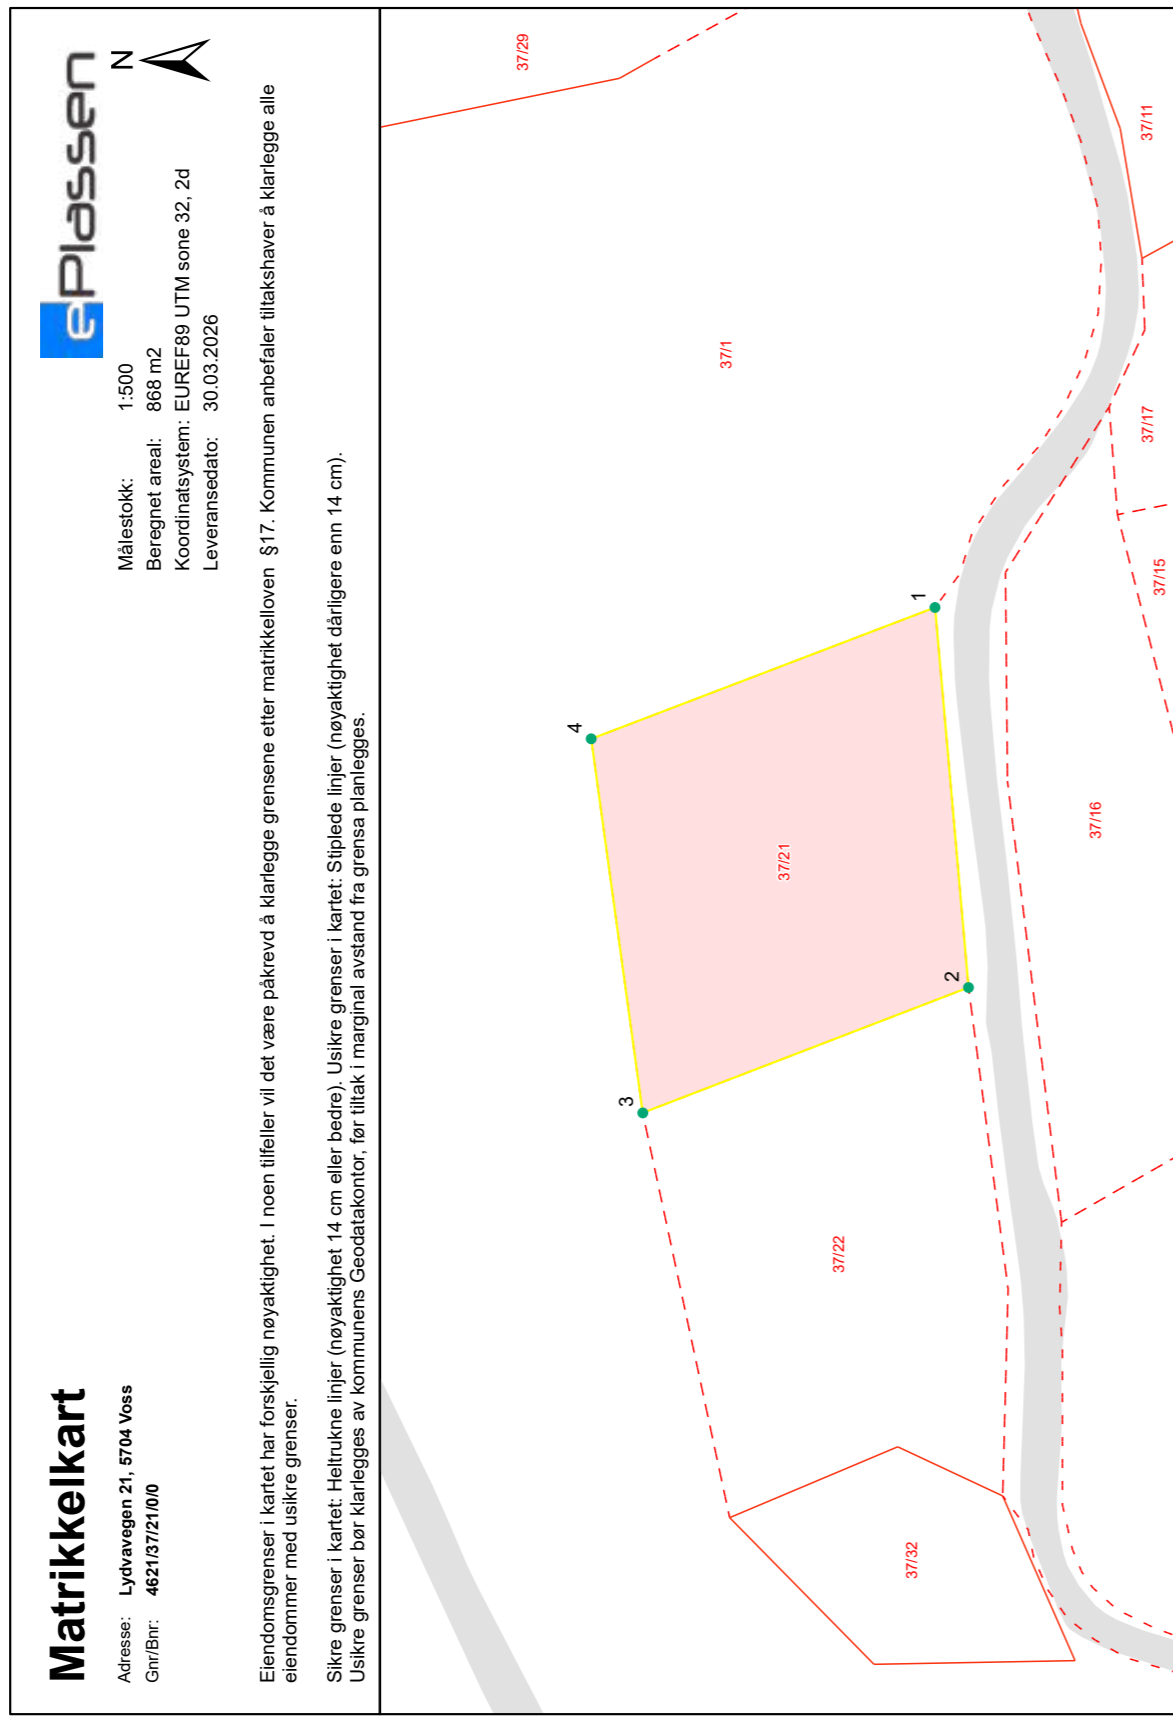 Matrikkelkart
Adresse: Lydvavegen 21, 5704 Voss
Gnr/Bnr: 4621/37/21/0/0
ePlassen
N
Målestokk: 1:500
Beregnet areal: 868 m2
Koordinatsystem: EUREF89 UTM sone 32, 2d
Leveransedato: 30.03.2026
Eiendomsgrenser i kartet har forskjellig nøyaktighet. I noen tilfeller vil det være påkrevd å klarlegge grensene etter matrikkelloven §17. Kommunen anbefaler tiltakshaver å klarlegge alle
eiendommer med usikre grenser.
Sikre grenser i kartet: Heltrukne linjer (nøyaktighet 14 cm eller bedre). Usikre grenser i kartet: Stiplede linjer (nøyaktighet dårligere enn 14 cm).
Usikre grenser bør klarlegges av kommunens Geodatakontor, før tiltak i marginal avstand fra grensa planlegges.
37/29
4
3
37/1
37/21
37/22
37/32
1
2
37/16
37/11
37/17
37/15